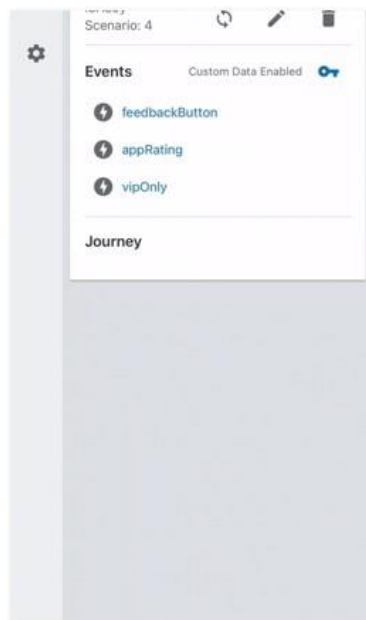 Scenario: 4
Events Custom Data Enabled
feedbackButton
appRating
vipOnly
Journey